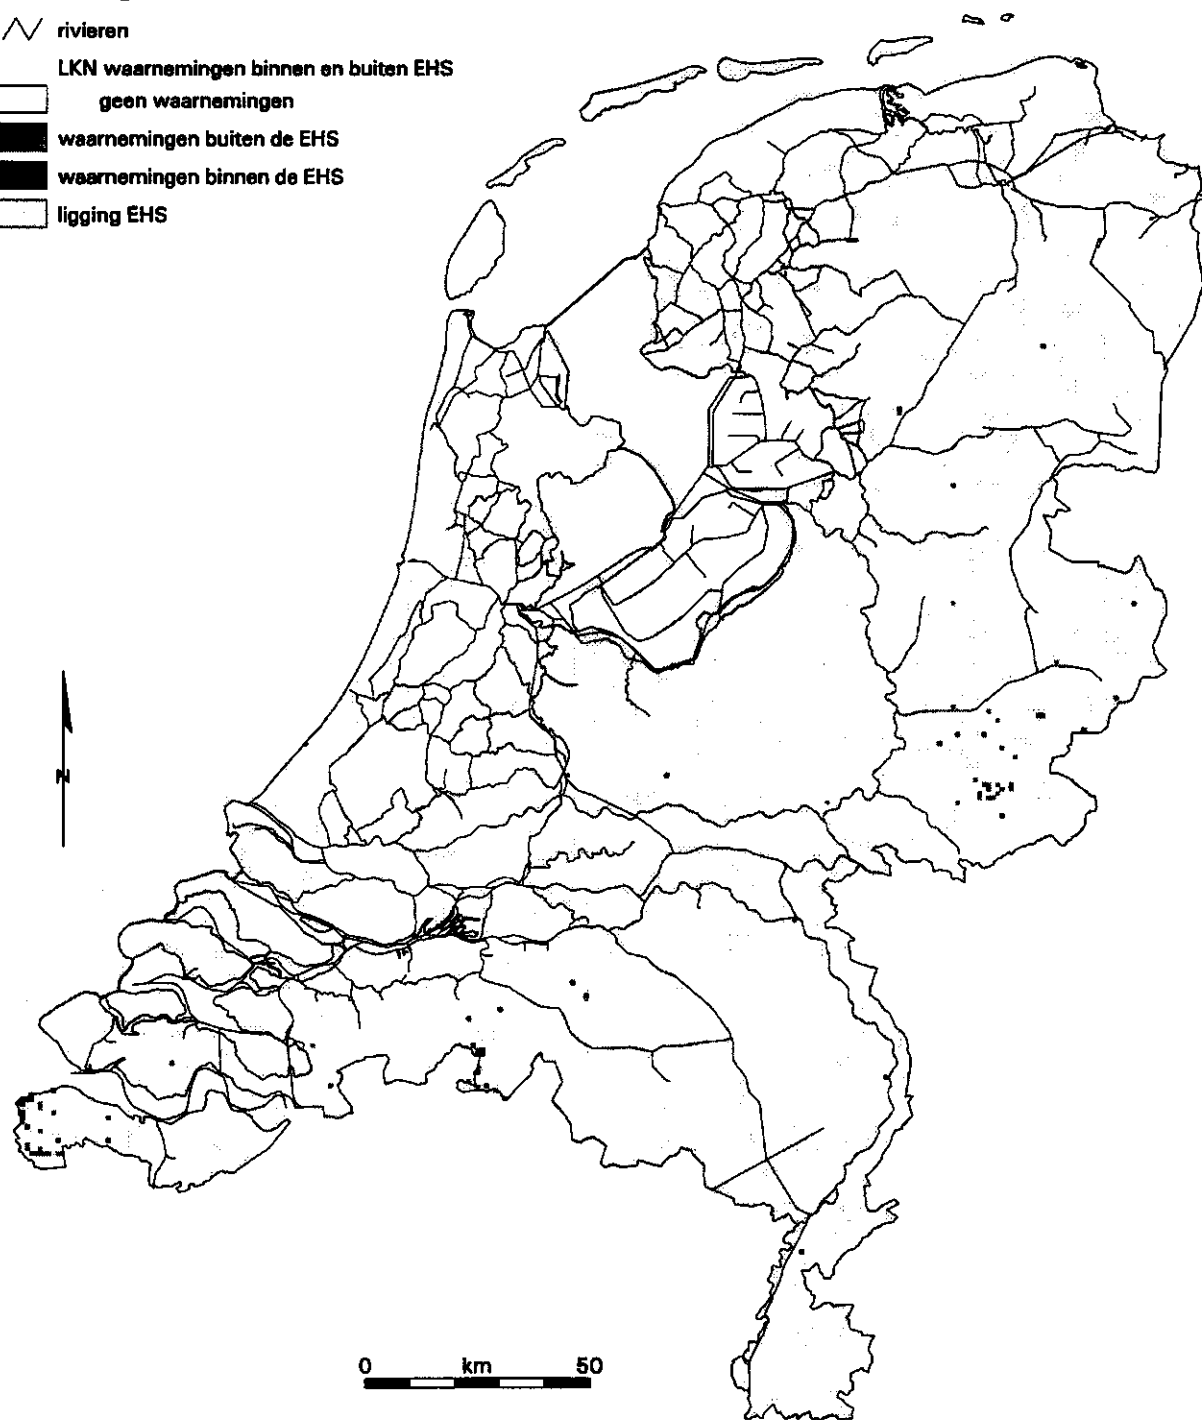 rivieren
LKN waarnemingen binnen en buiten EHS
geen waarnemingen
waarnemingen buiten de EHS
waarnemingen binnen de EHS
ligging EHS
N
0 km 50